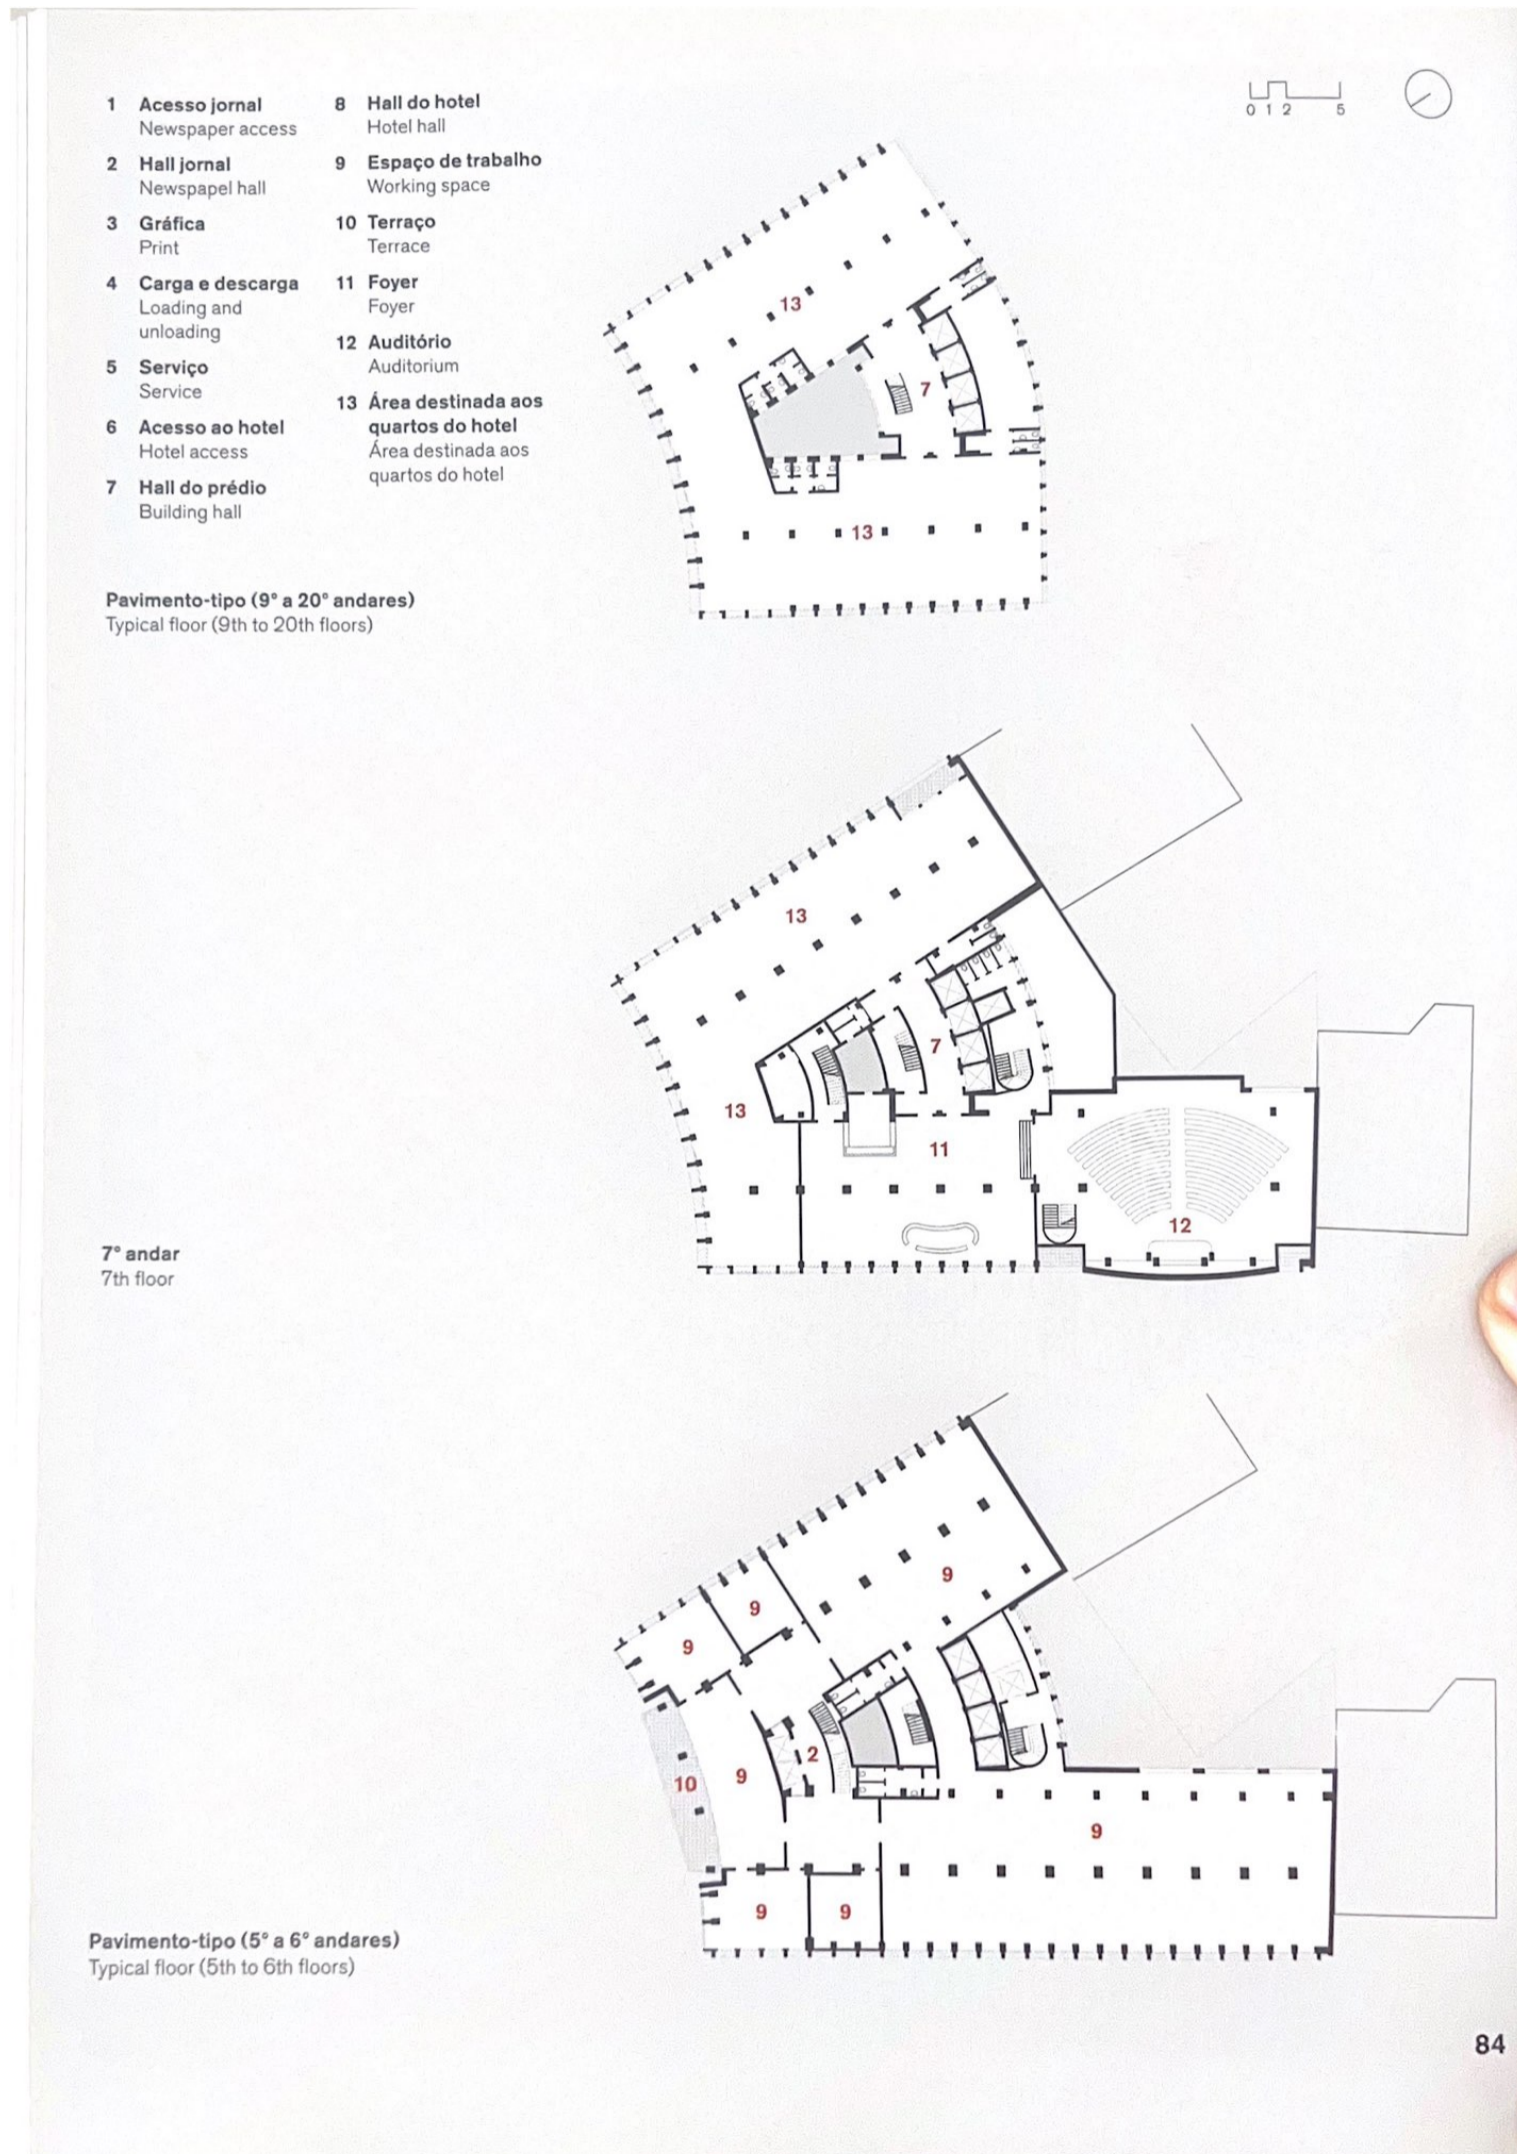 1 Acesso jornal
Newspaper access
2 Hall jornal
Newspapel hall
3 Gráfica
Print
4 Carga e descarga
Loading and
unloading
5 Serviço
Service
6 Acesso ao hotel
Hotel access
7 Hall do prédio
Building hall
8 Hall do hotel
Hotel hall
9 Espaço de trabalho
Working space
10 Terraço
Terrace
11 Foyer
Foyer
12 Auditório
Auditorium
13 Área destinada aos
quartos do hotel
Área destinada aos
quartos do hotel
0 1 2 5
Pavimento-tipo (9° a 20° andares)
Typical floor (9th to 20th floors)
13
7
13
7° andar
7th floor
13
7
13
11
12
Pavimento-tipo (5° a 6° andares)
Typical floor (5th to 6th floors)
9
9
9
2
9
10
9
9
9
84